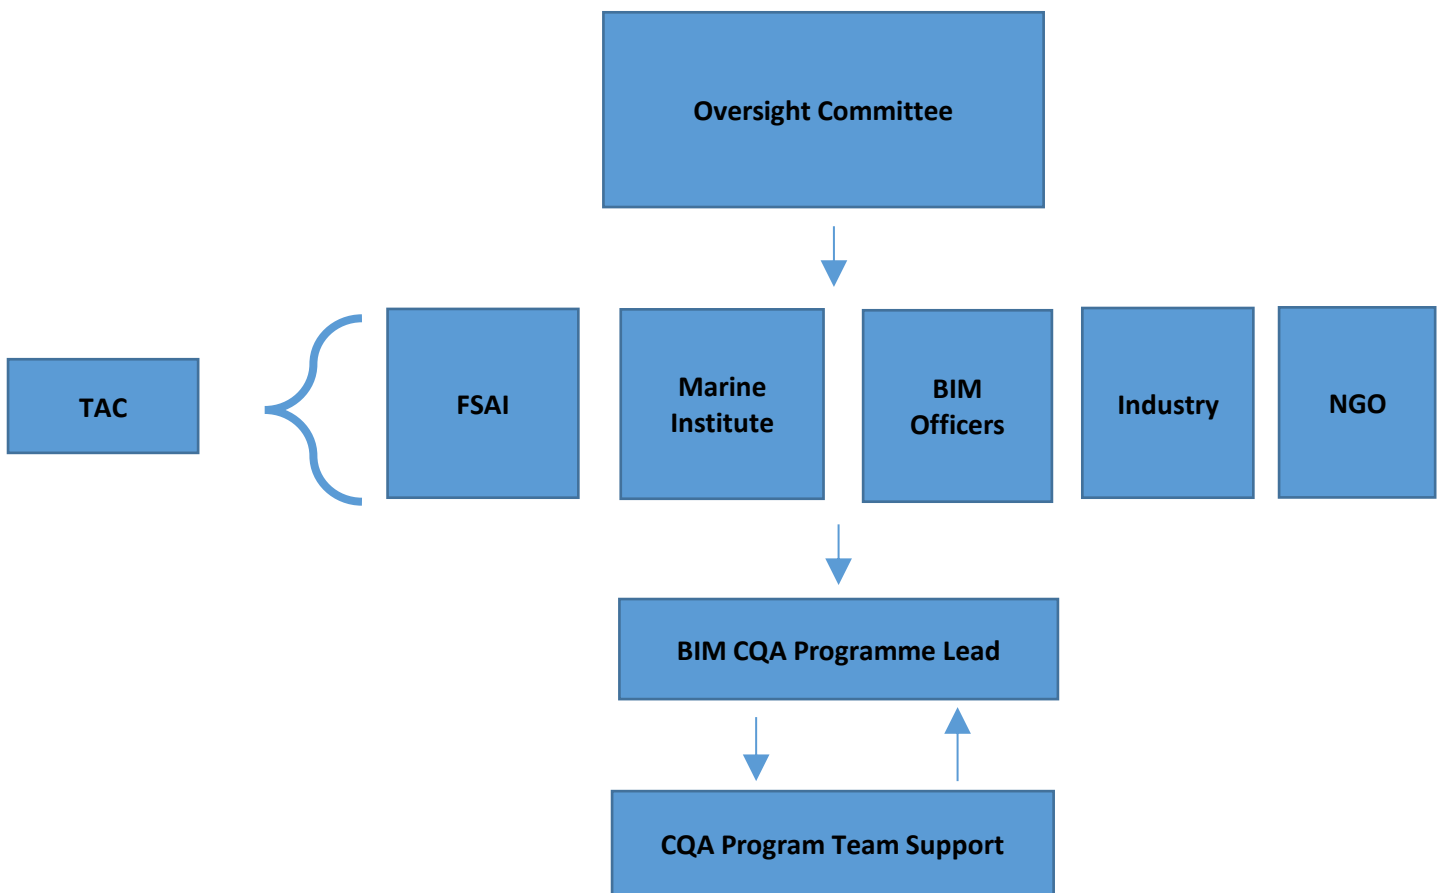 Oversight Committee
TAC
FSAI
Marine
Institute
BIM
Officers
Industry
NGO
BIM CQA Programme Lead
CQA Program Team Support